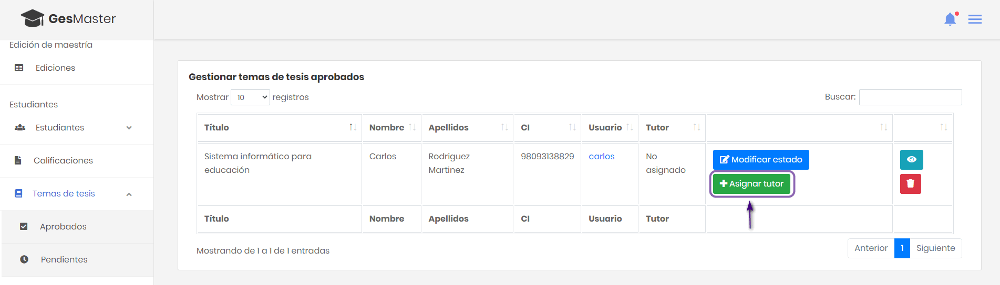 GesMaster
Edición de maestría
Ediciones
Estudiantes
Estudiantes
Calificaciones
Temas de tesis
Aprobados
Pendientes
Gestionar temas de tesis aprobados
Mostrar 10 registros
Buscar:
Título Nombre Apellidos CI Usuario Tutor
Sistema informático para Carlos Rodriguez 98093138829 carlos No Modificar estado
educación Martinez asignado
Asignar tutor
Título Nombre Apellidos CI Usuario Tutor
Mostrando de 1 a 1 de 1 entradas
Anterior 1 Siguiente